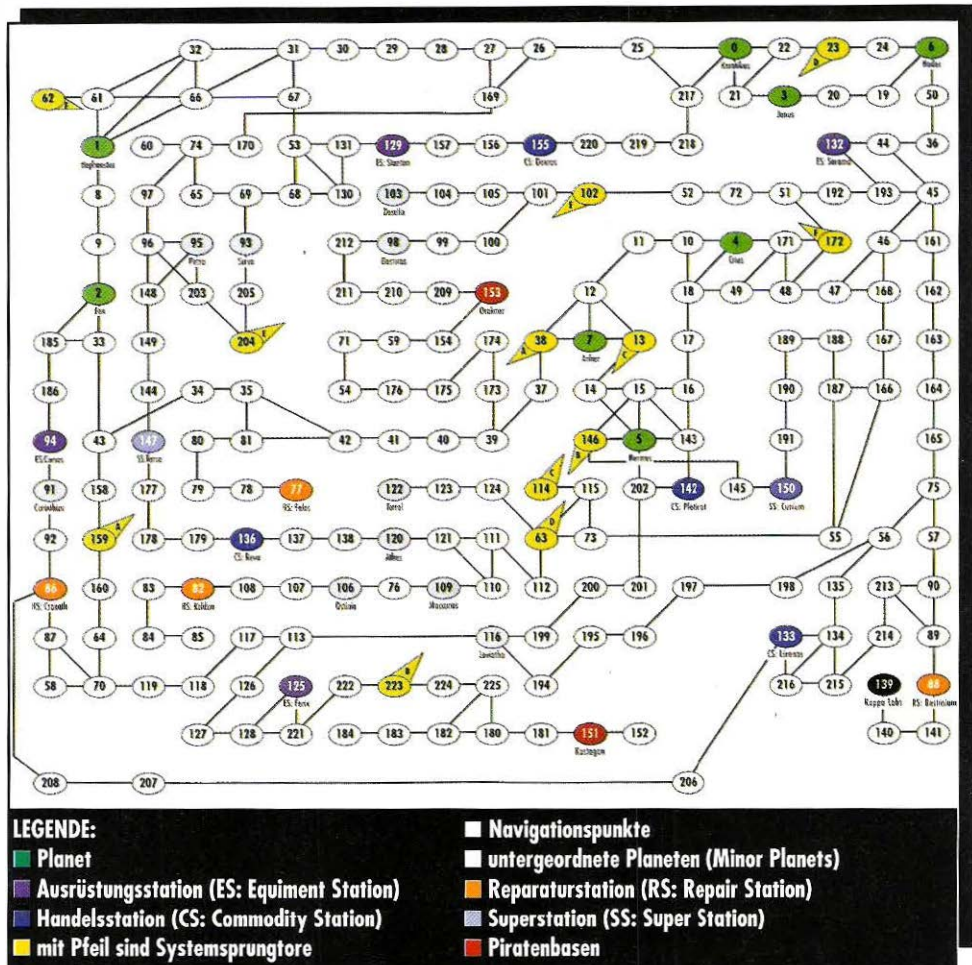 32 31 30 29 28 27 26 25 0 22 23 24 6
D
62 61 66 67 169 217 21 3 20 19 50
Janus
1 60 74 170 53 131 129 157 156 155 220 219 218 132 44 36
ES: Stanton
8 97 65 69 68 130 103 104 105 101 102 52 72 51 192 193 45
9 96 95 93 212 98 99 100 11 10 4 171 172 46 161
2 148 203 205 211 210 209 153 12 18 49 48 47 168 162
185 33 149 204 E 71 59 154 174 38 A 7 13 C 17 189 188 167 163
186 144 34 35 54 176 175 173 37 14 15 16 190 187 166 164
94 43 147 80 81 42 41 40 39 146 B 5 143 191 165
91 158 177 79 78 77 122 123 124 114 C 115 202 142 145 150 75
92 159 A 178 179 136 137 138 120 121 111 63 D 73 55 56 57
86 160 83 82 108 107 106 76 109 110 112 200 201 197 198 135 213 90
87 64 84 85 117 113 116 199 195 196 133 134 214 89
58 70 119 118 126 125 222 223 B 224 225 194 216 215 139 88
127 128 221 184 183 182 180 181 151 152 140 141
208 207 206
LEGENDE:
Planet
Ausrüstungsstation (ES: Equiment Station)
Handelsstation (CS: Commodity Station)
mit Pfeil sind Systemsprungtore
Navigationspunkte
untergeordnete Planeten (Minor Planets)
Reparaturstation (RS: Repair Station)
Superstation (SS: Super Station)
Piratenbasen